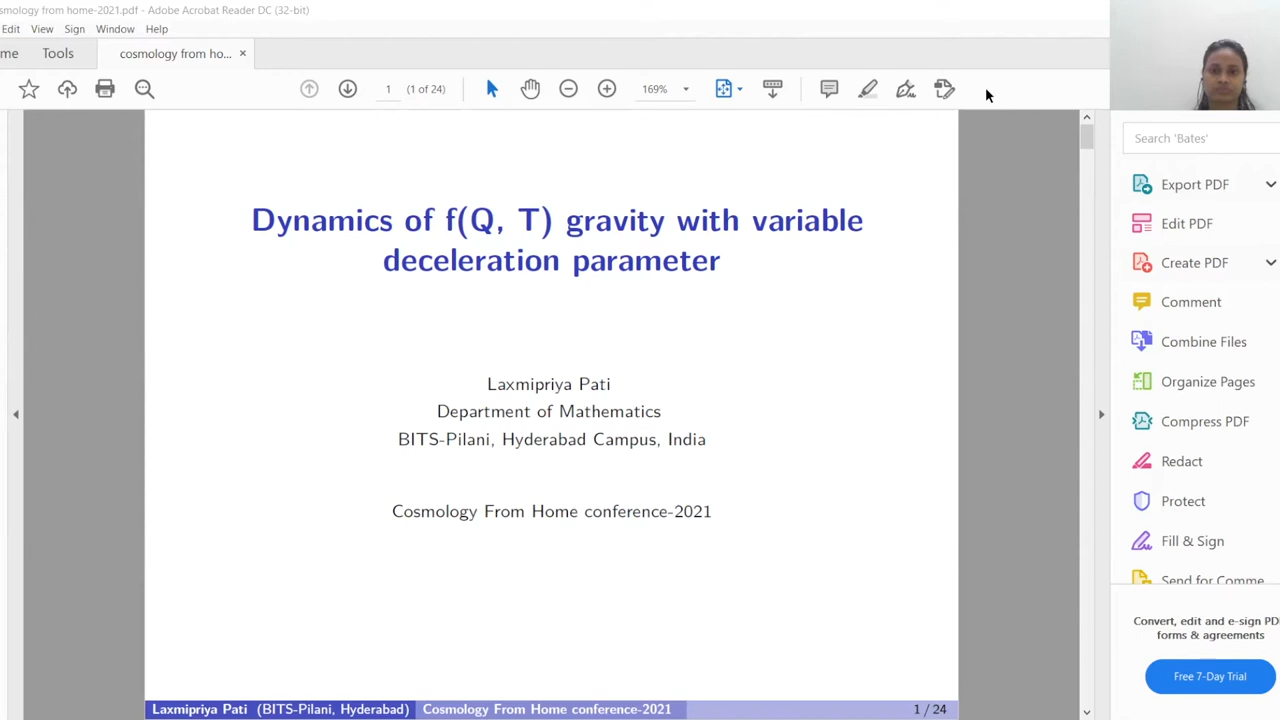 smology from home-2021.pdf - Adobe Acrobat Reader DC (32-bit)
Edit View Sign Window Help
me Tools cosmology from ho... ×
1 (1 of 24) 169%
Search 'Bates'
Export PDF
Edit PDF
Create PDF
Comment
Combine Files
Organize Pages
Compress PDF
Redact
Protect
Fill & Sign
Send for Comme
Convert, edit and e-sign PD
forms & agreements
Free 7-Day Trial
Dynamics of f(Q, T) gravity with variable
deceleration parameter
Laxmipriya Pati
Department of Mathematics
BITS-Pilani, Hyderabad Campus, India
Cosmology From Home conference-2021
Laxmipriya Pati (BITS-Pilani, Hyderabad) Cosmology From Home conference-2021 1 / 24